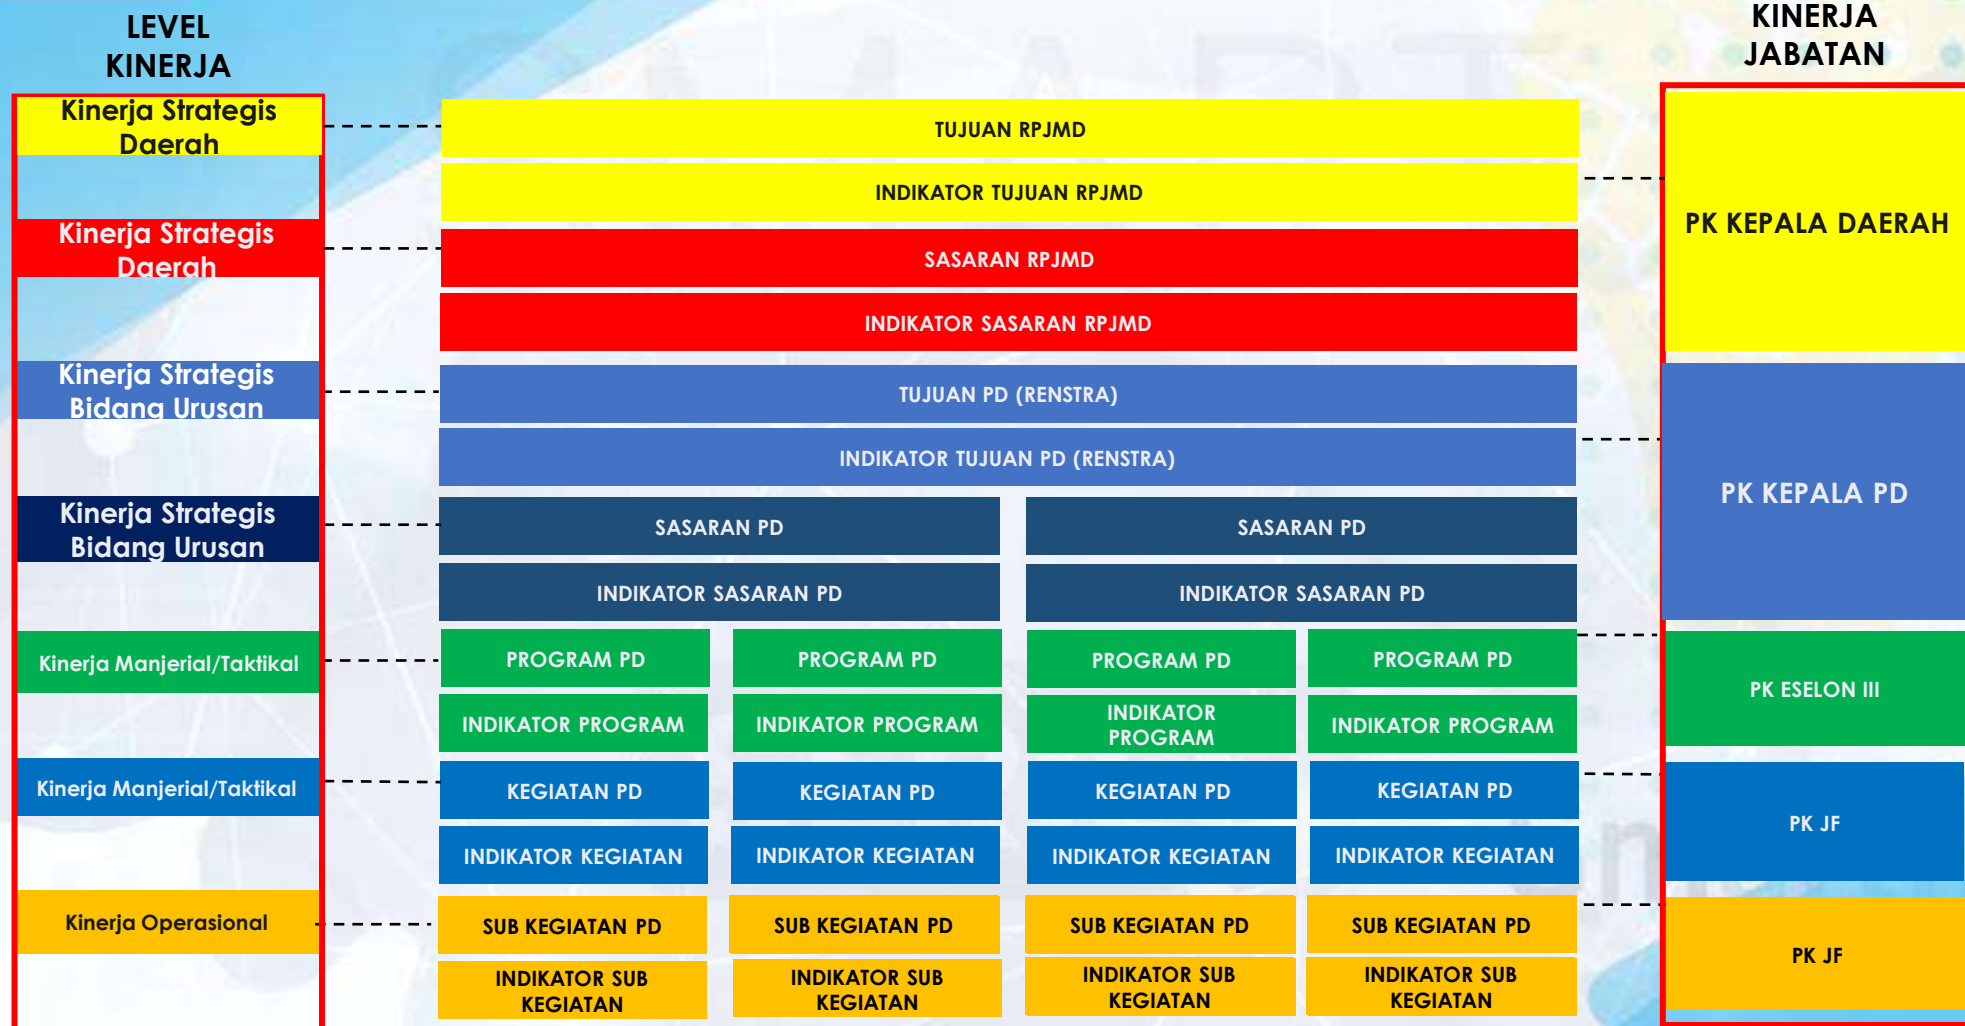 LEVEL
KINERJA
KINERJA
JABATAN
Kinerja Strategis
Daerah
TUJUAN RPJMD
INDIKATOR TUJUAN RPJMD
PK KEPALA DAERAH
Kinerja Strategis
Daerah
SASARAN RPJMD
INDIKATOR SASARAN RPJMD
Kinerja Strategis
Bidang Urusan
TUJUAN PD (RENSTRA)
INDIKATOR TUJUAN PD (RENSTRA)
PK KEPALA PD
Kinerja Strategis
Bidang Urusan
SASARAN PD
SASARAN PD
INDIKATOR SASARAN PD
INDIKATOR SASARAN PD
Kinerja Manjerial/Taktikal
PROGRAM PD
PROGRAM PD
PROGRAM PD
PROGRAM PD
PK ESELON III
INDIKATOR PROGRAM
INDIKATOR PROGRAM
INDIKATOR
PROGRAM
INDIKATOR PROGRAM
Kinerja Manjerial/Taktikal
KEGIATAN PD
KEGIATAN PD
KEGIATAN PD
KEGIATAN PD
PK JF
INDIKATOR KEGIATAN
INDIKATOR KEGIATAN
INDIKATOR KEGIATAN
INDIKATOR KEGIATAN
Kinerja Operasional
SUB KEGIATAN PD
SUB KEGIATAN PD
SUB KEGIATAN PD
SUB KEGIATAN PD
PK JF
INDIKATOR SUB
KEGIATAN
INDIKATOR SUB
KEGIATAN
INDIKATOR SUB
KEGIATAN
INDIKATOR SUB
KEGIATAN